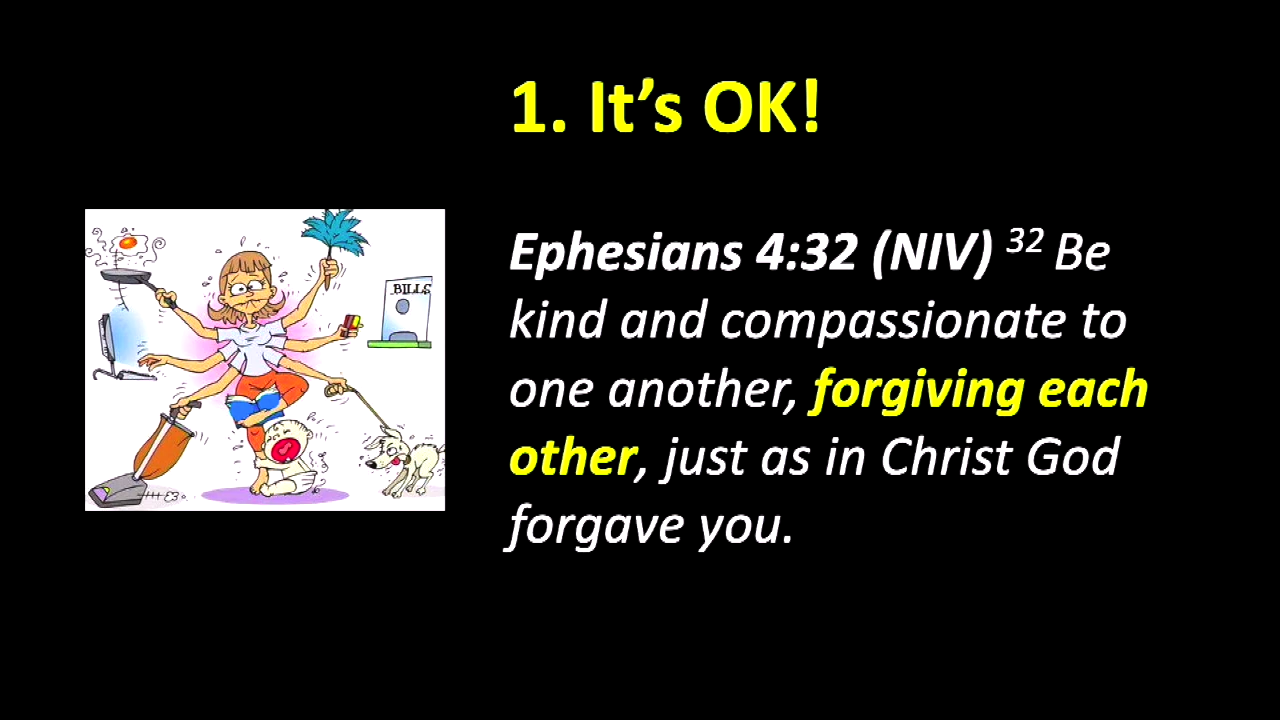 1. It’s OK!
BILLS
Ephesians 4:32 (NIV) 32 Be
kind and compassionate to
one another, forgiving each
other, just as in Christ God
forgave you.